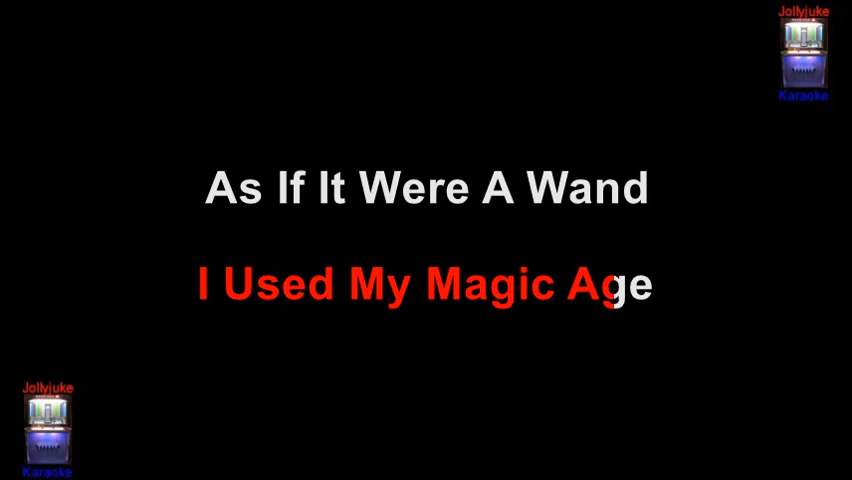 Jollyjuke
Karaoke
As If It Were A Wand
I Used My Magic Age
Jollyjuke
Karaoke